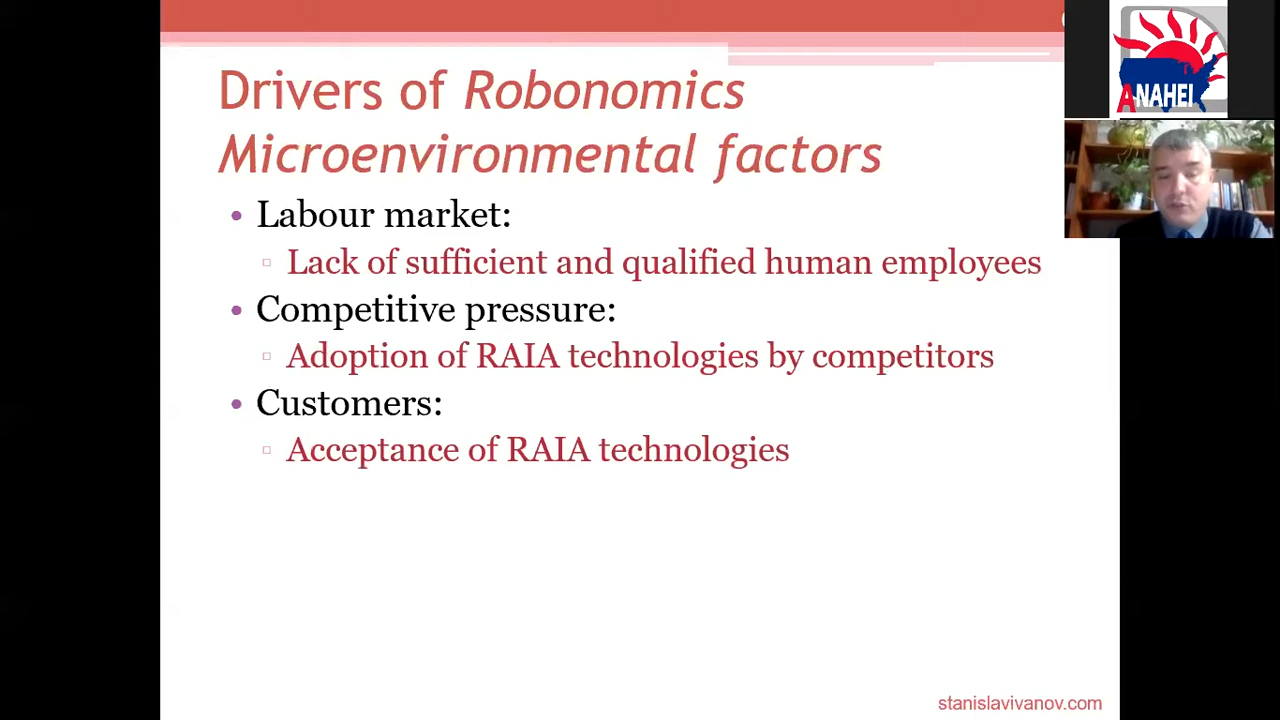 Drivers of Robonomics
Microenvironmental factors
• Labour market:
▫ Lack of sufficient and qualified human employees
• Competitive pressure:
▫ Adoption of RAIA technologies by competitors
• Customers:
▫ Acceptance of RAIA technologies
stanislavivanov.com
ANAHEI